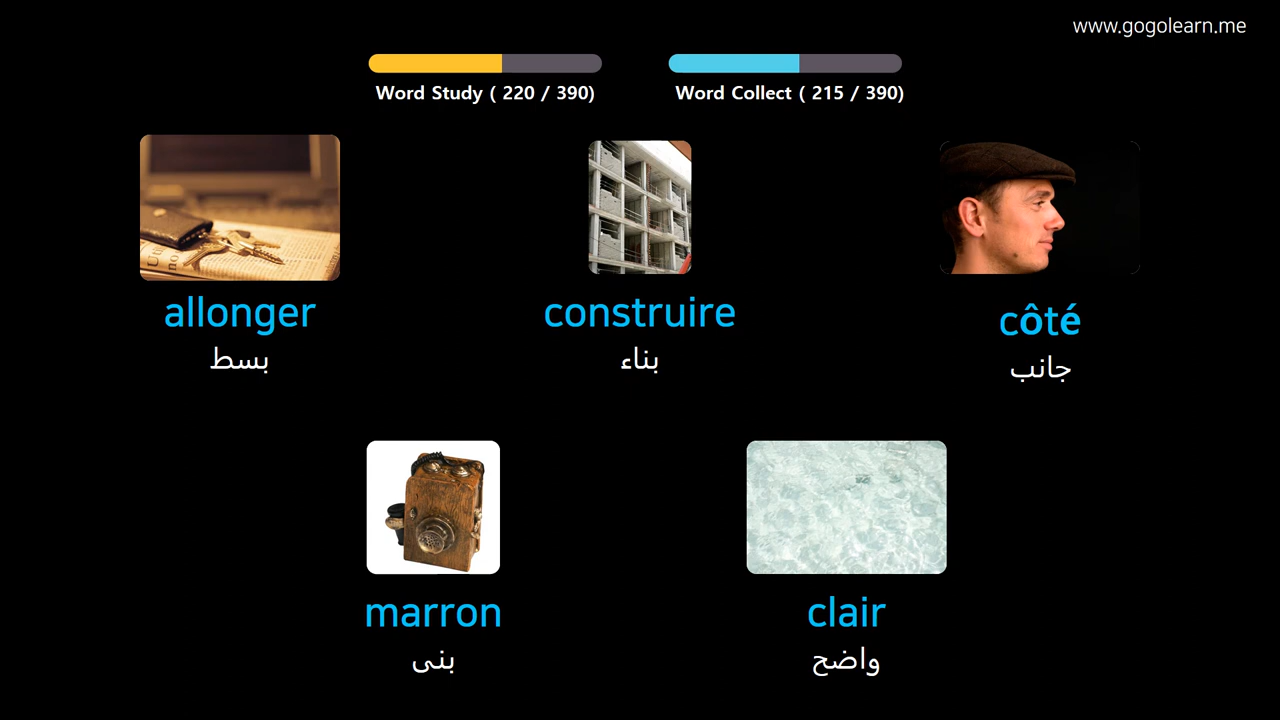 www.gogolearn.me
Word Study ( 220 / 390)
Word Collect ( 215 / 390)
allonger
بسط
construire
بناء
côté
جانب
marron
بنى
clair
واضح